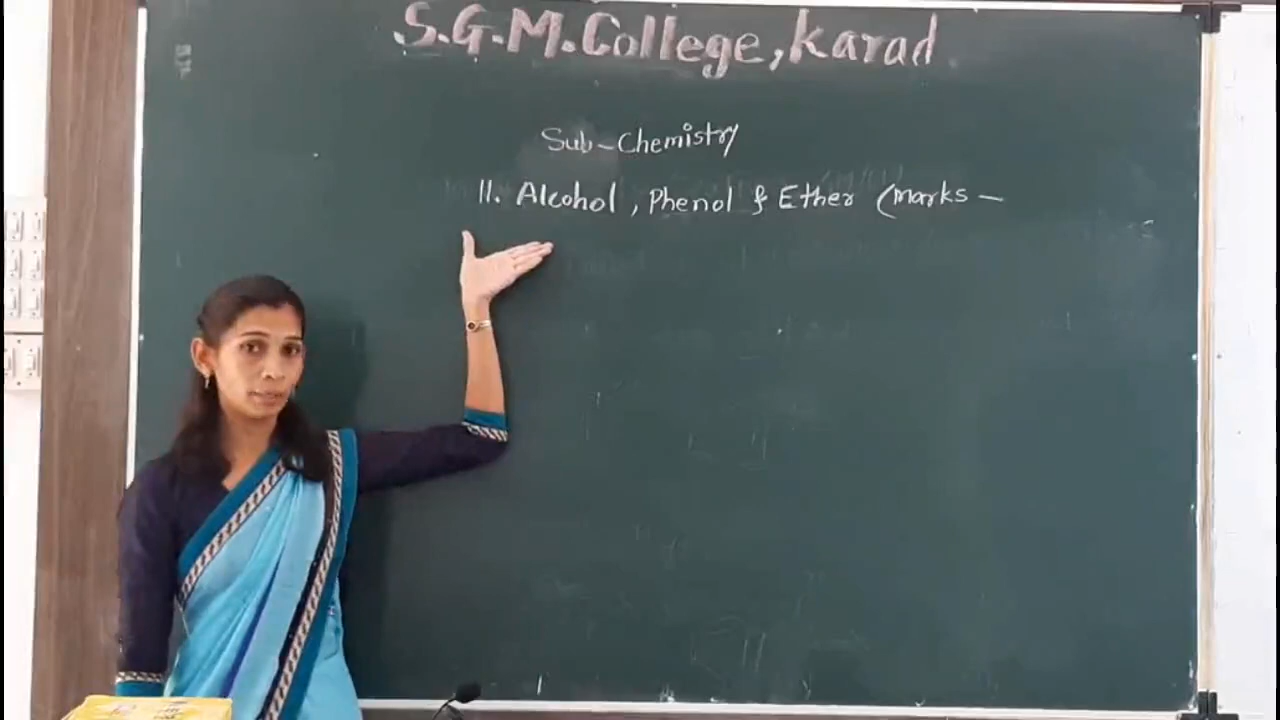 S.G.M. College, Karad
Sub-Chemistry
11. Alcohol, Phenol & Ether (Marks -